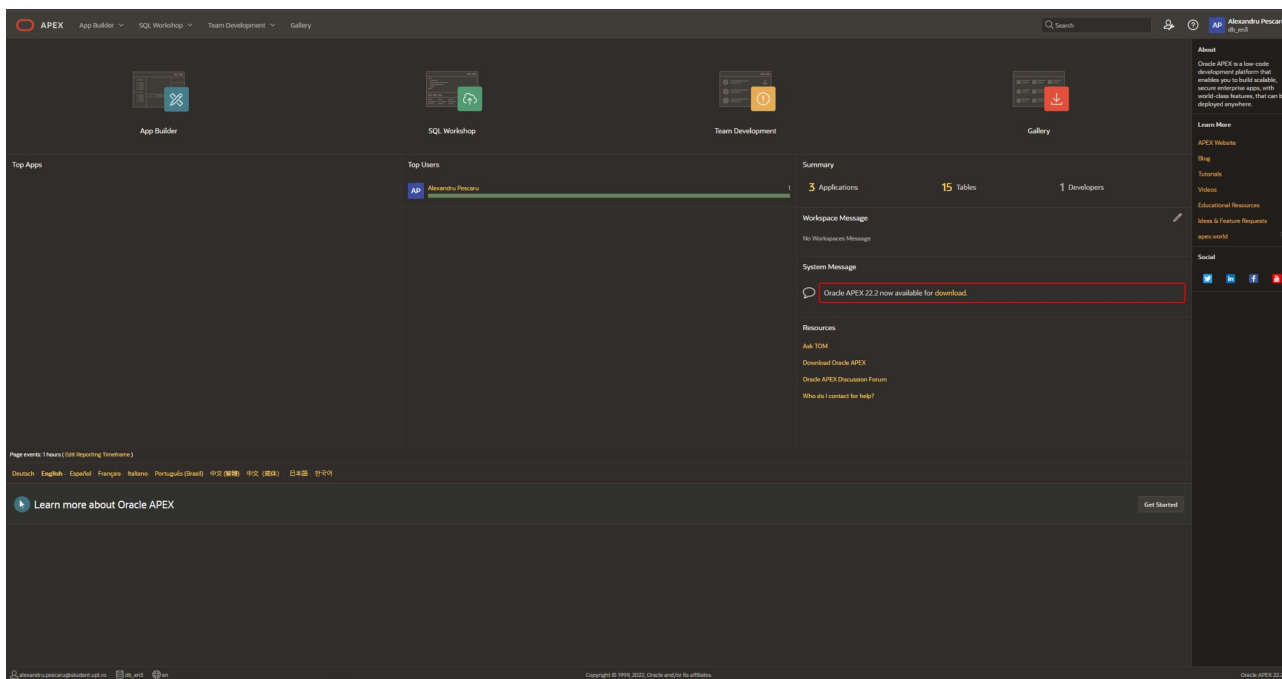 APEX App Builder SQL Workshop Team Development Gallery Search AP Alexandru Pescaru
db_en3
App Builder SQL Workshop Team Development Gallery
Top Apps
Top Users
AP Alexandru Pescaru 1
Summary
3 Applications 15 Tables 1 Developers
Workspace Message
No Workspaces Message
System Message
Oracle APEX 22.2 now available for download.
Resources
Ask TOM
Download Oracle APEX
Oracle APEX Discussion Forum
Who do I contact for help?
About
Oracle APEX is a low-code
development platform that
enables you to build scalable,
secure enterprise apps, with
world-class features, that can b
deployed anywhere.
Learn More
APEX Website
Blog
Tutorials
Videos
Educational Resources
Ideas & Feature Requests
apex.world
Social
Page events: 1 hours ( Edit Reporting Timeframe )
Deutsch English Español Français Italiano Português (Brasil) 中文 (繁體) 中文 (简体) 日本語 한국어
Learn more about Oracle APEX Get Started
alexandru.pescaru@student.upt.ro db_en3 en Copyright © 1999, 2022, Oracle and/or its affiliates. Oracle APEX 22.